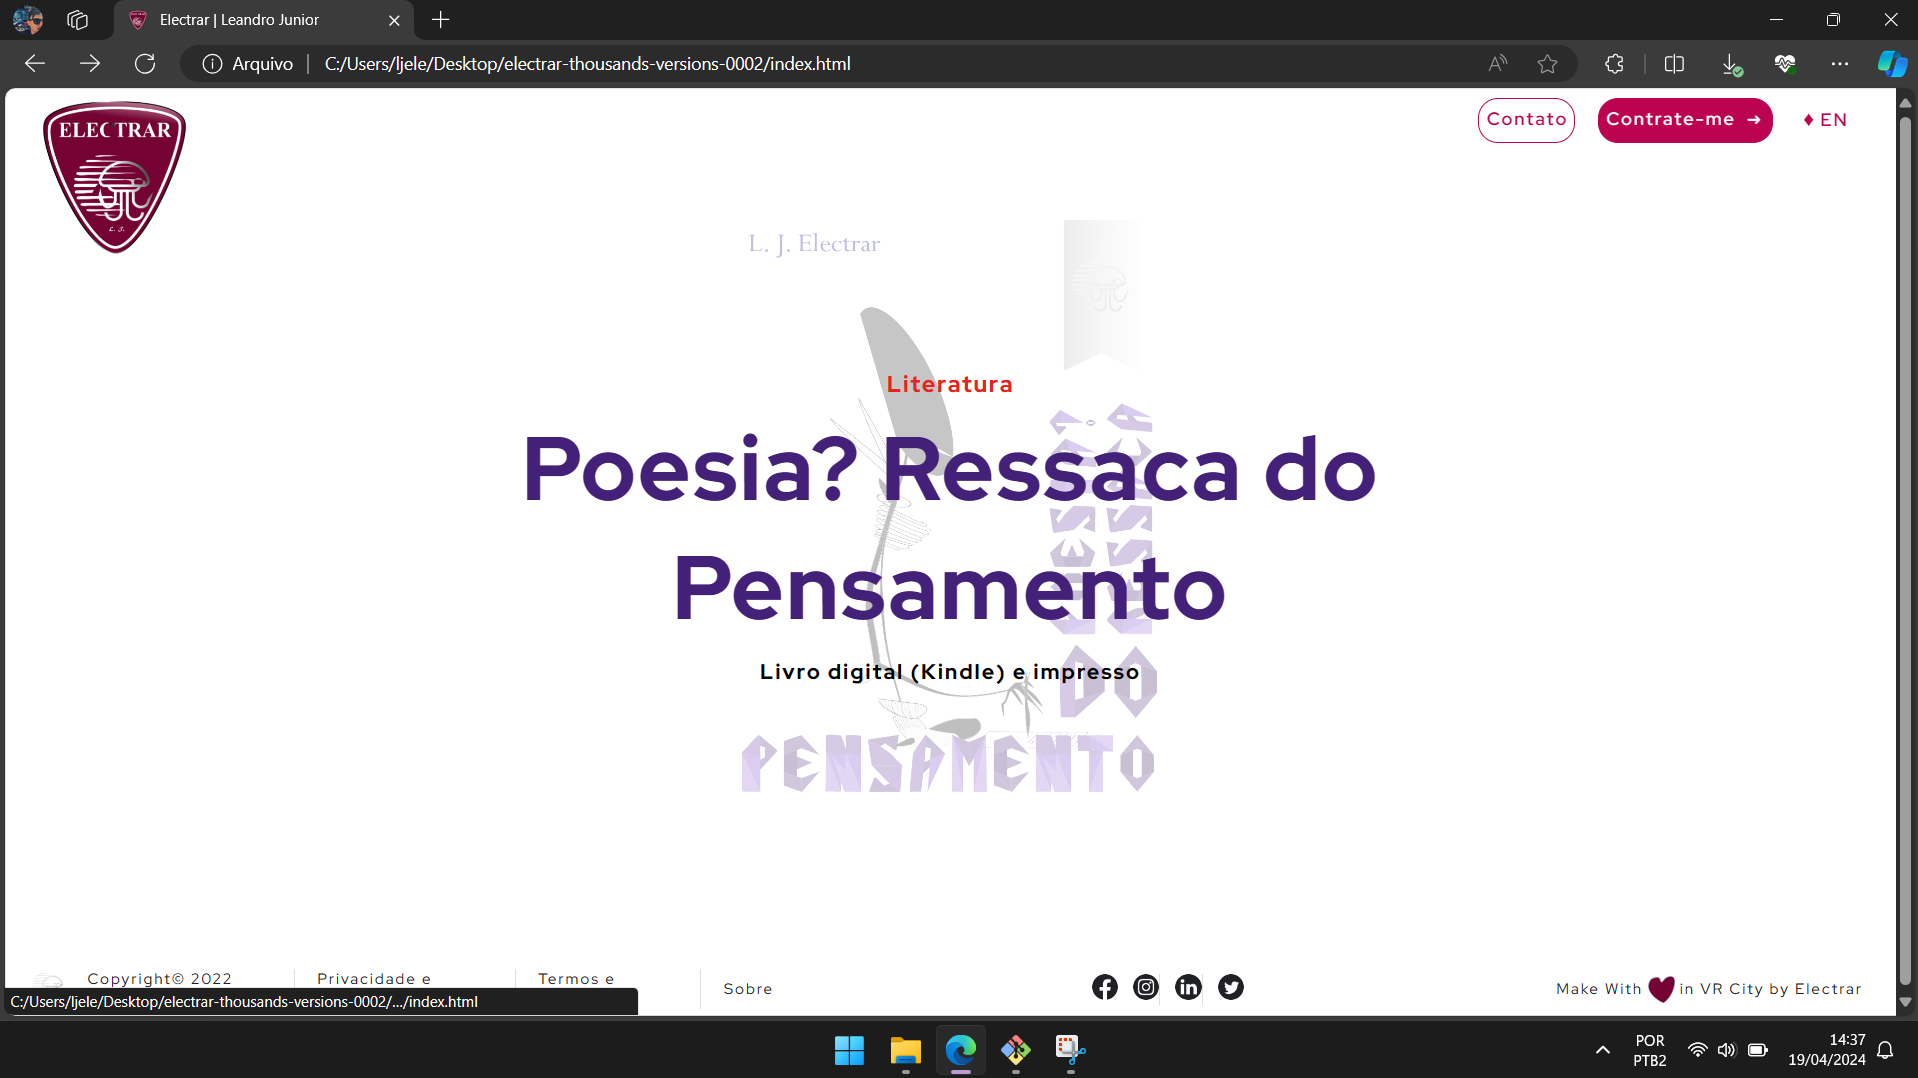 Electrar | Leandro Junior
Arquivo
C:/Users/ljele/Desktop/electrar-thousands-versions-0002/index.html
ELECTRAR
L. J.
Contato
Contrate-me ➜
♦ EN
L. J. Electrar
Literatura
Poesia? Ressaca do
Pensamento
Livro digital (Kindle) e impresso
POESIA?
RESSACA
DO
PENSAMENTO
Copyright© 2022
Privacidade e
Termos e
Sobre
Make With in VR City by Electrar
C:/Users/ljele/Desktop/electrar-thousands-versions-0002/.../index.html
POR
PTB2
14:37
19/04/2024